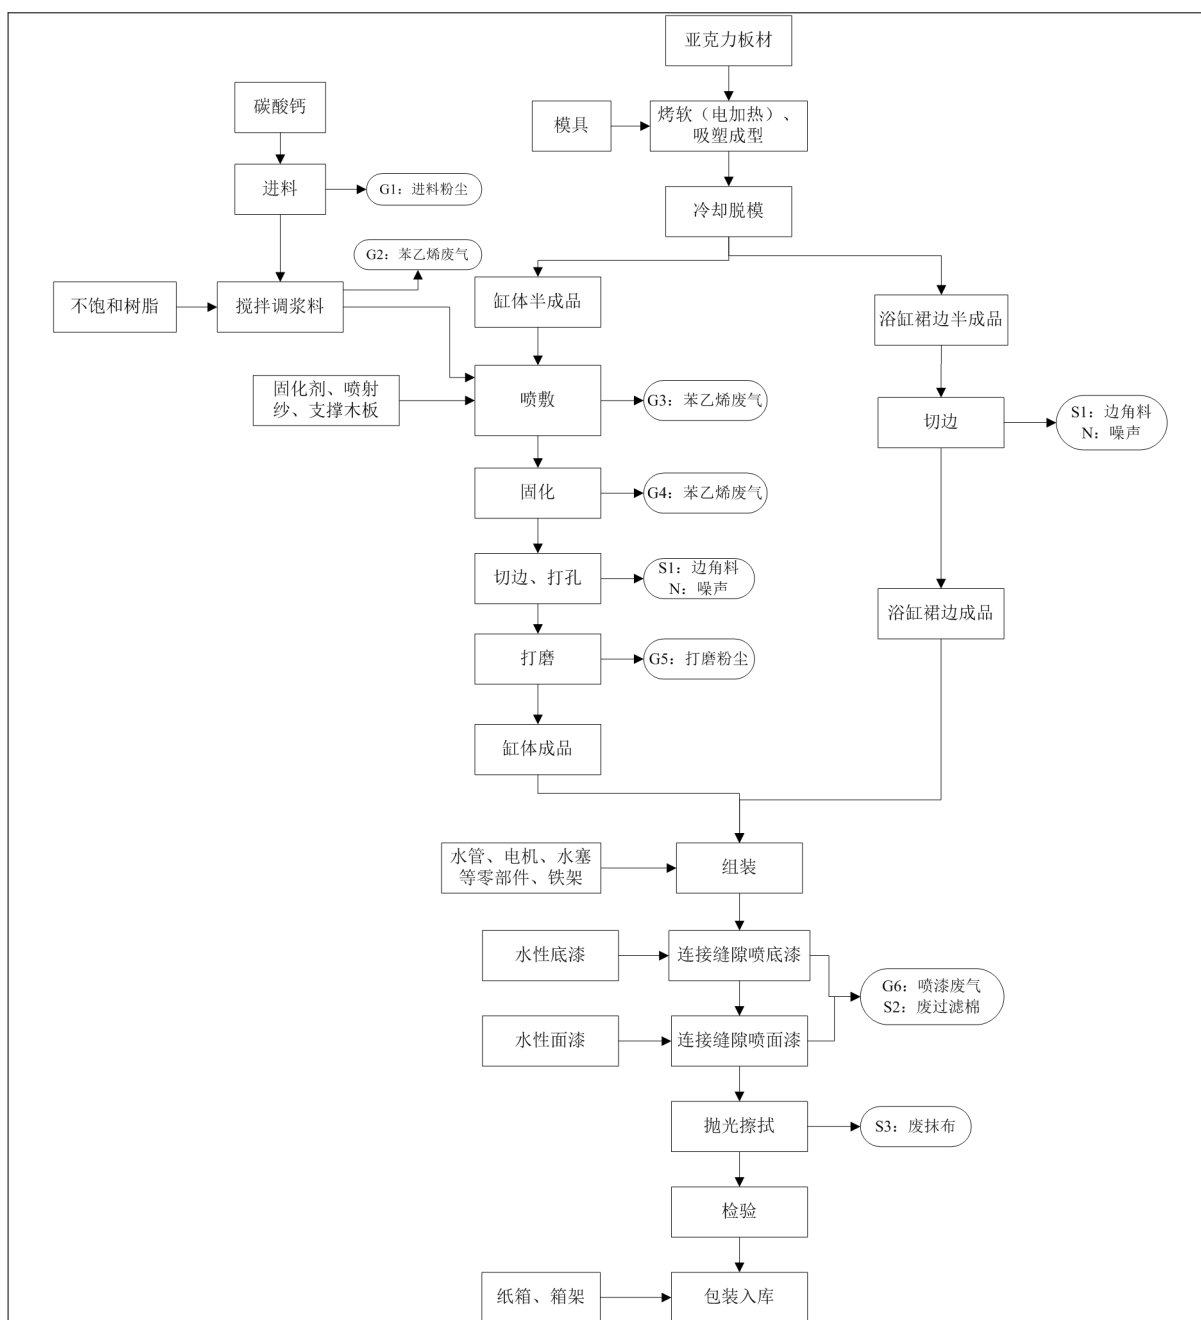 亚克力板材
碳酸钙
模具
烤软（电加热）、
吸塑成型
进料
G1：进料粉尘
冷却脱模
G2：苯乙烯废气
不饱和树脂
搅拌调浆料
缸体半成品
浴缸裙边半成品
固化剂、喷射
纱、支撑木板
喷敷
G3：苯乙烯废气
切边
S1：边角料
N：噪声
固化
G4：苯乙烯废气
切边、打孔
S1：边角料
N：噪声
浴缸裙边成品
打磨
G5：打磨粉尘
缸体成品
水管、电机、水塞
等零部件、铁架
组装
水性底漆
连接缝隙喷底漆
G6：喷漆废气
S2：废过滤棉
水性面漆
连接缝隙喷面漆
抛光擦拭
S3：废抹布
检验
纸箱、箱架
包装入库